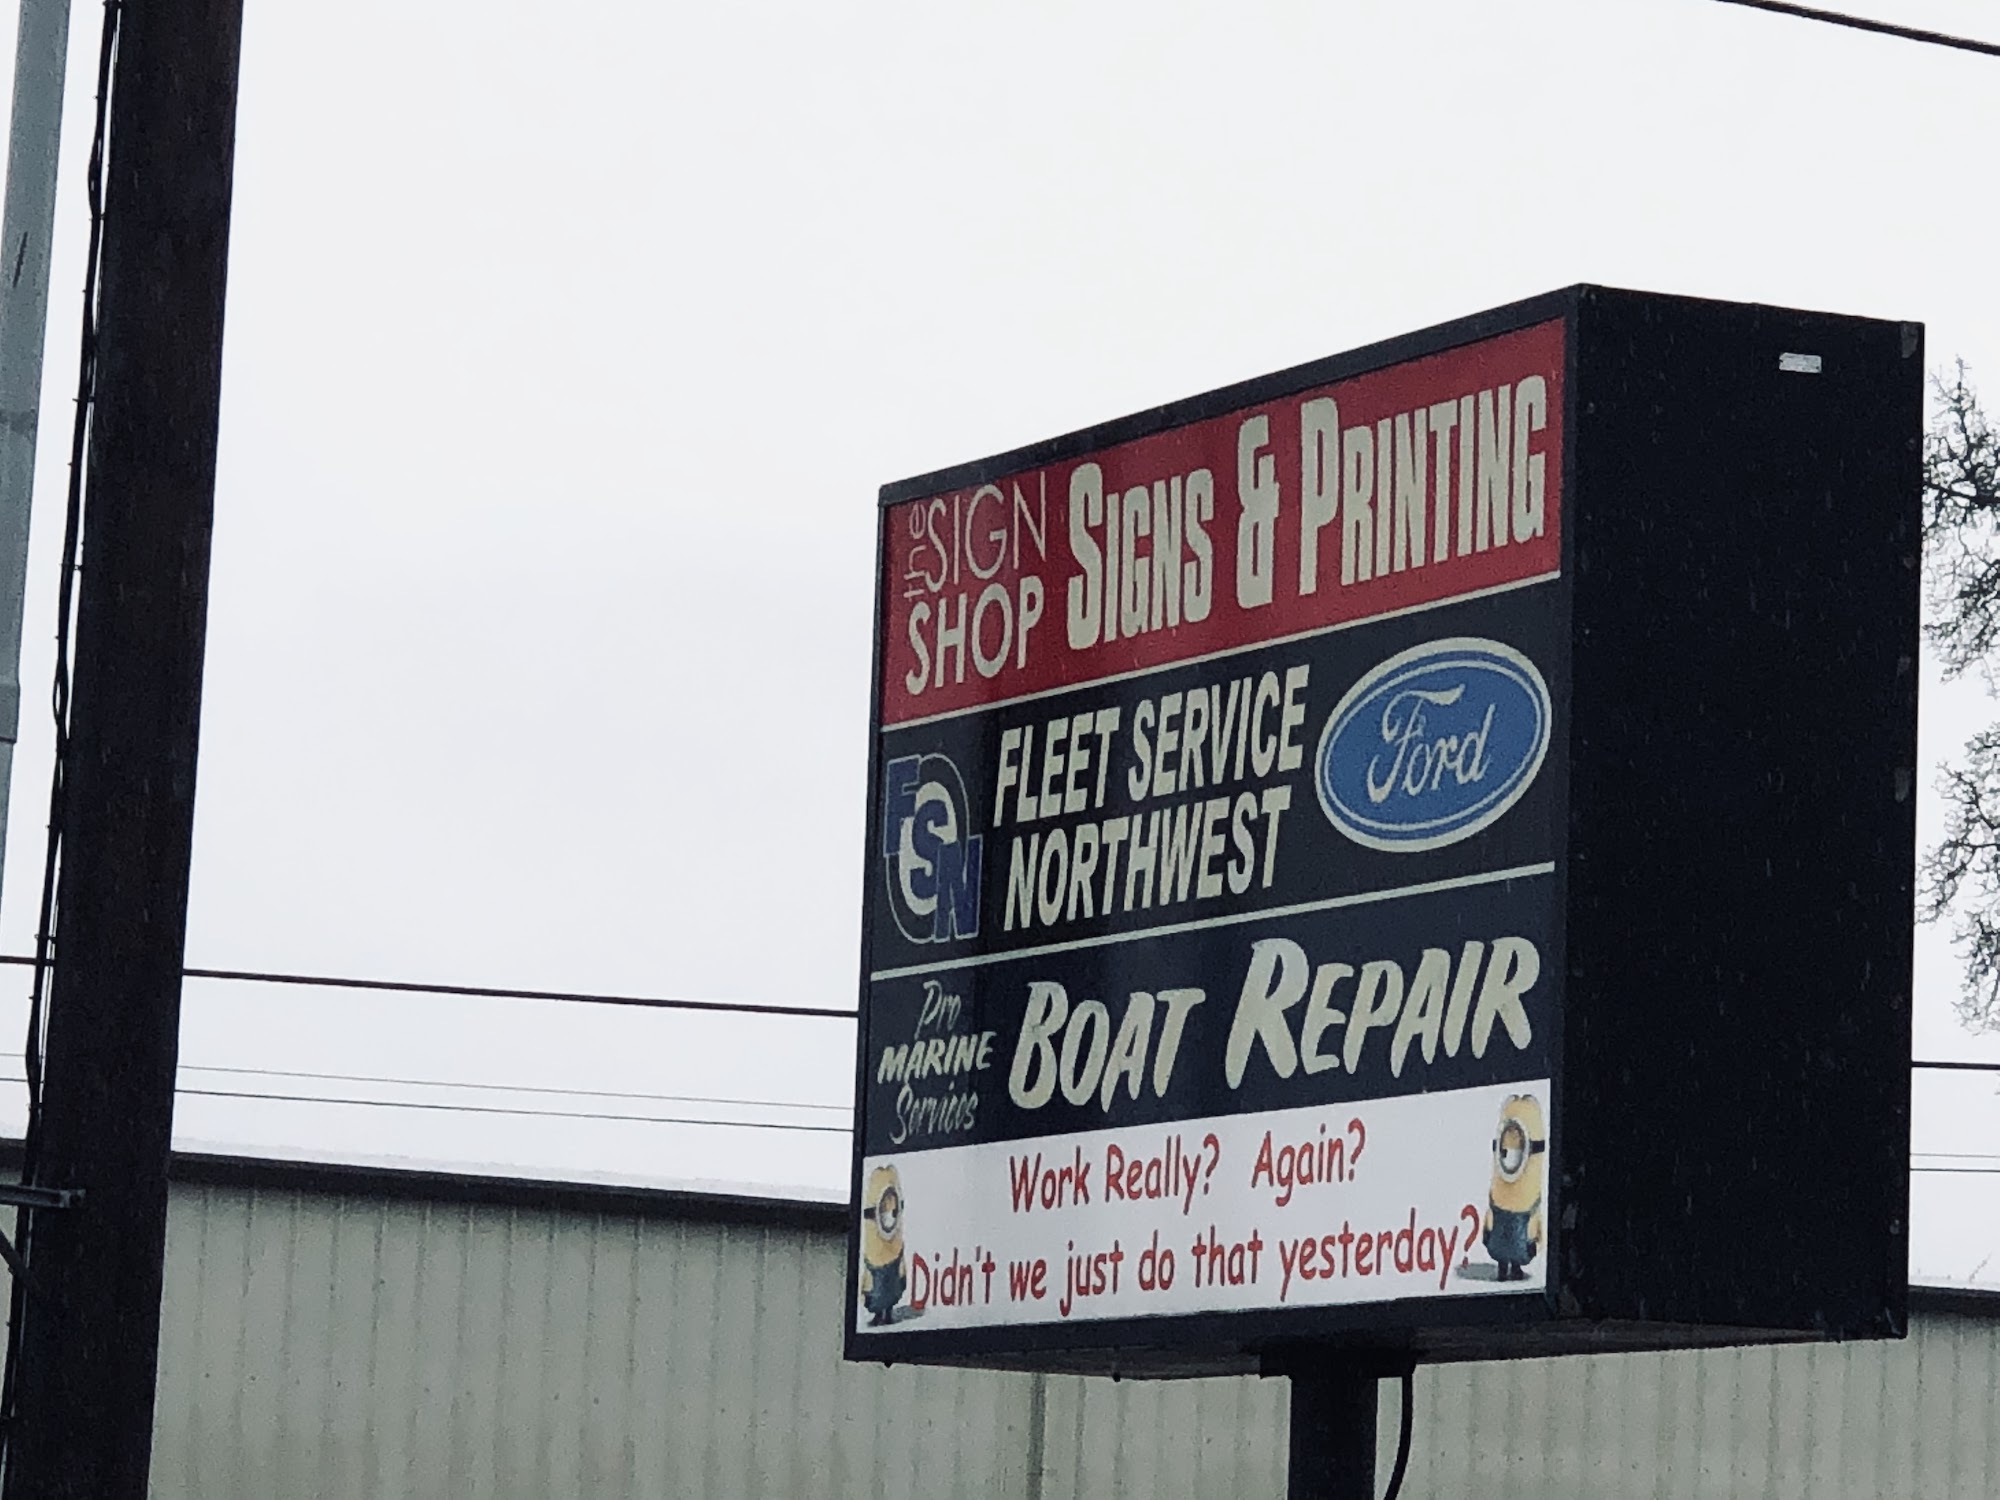 the SIGN SHOP SIGNS & PRINTING
FSN
FLEET SERVICE
NORTHWEST
Ford
Pro
MARINE
Services
BOAT REPAIR
Work Really? Again?
Didn't we just do that yesterday?